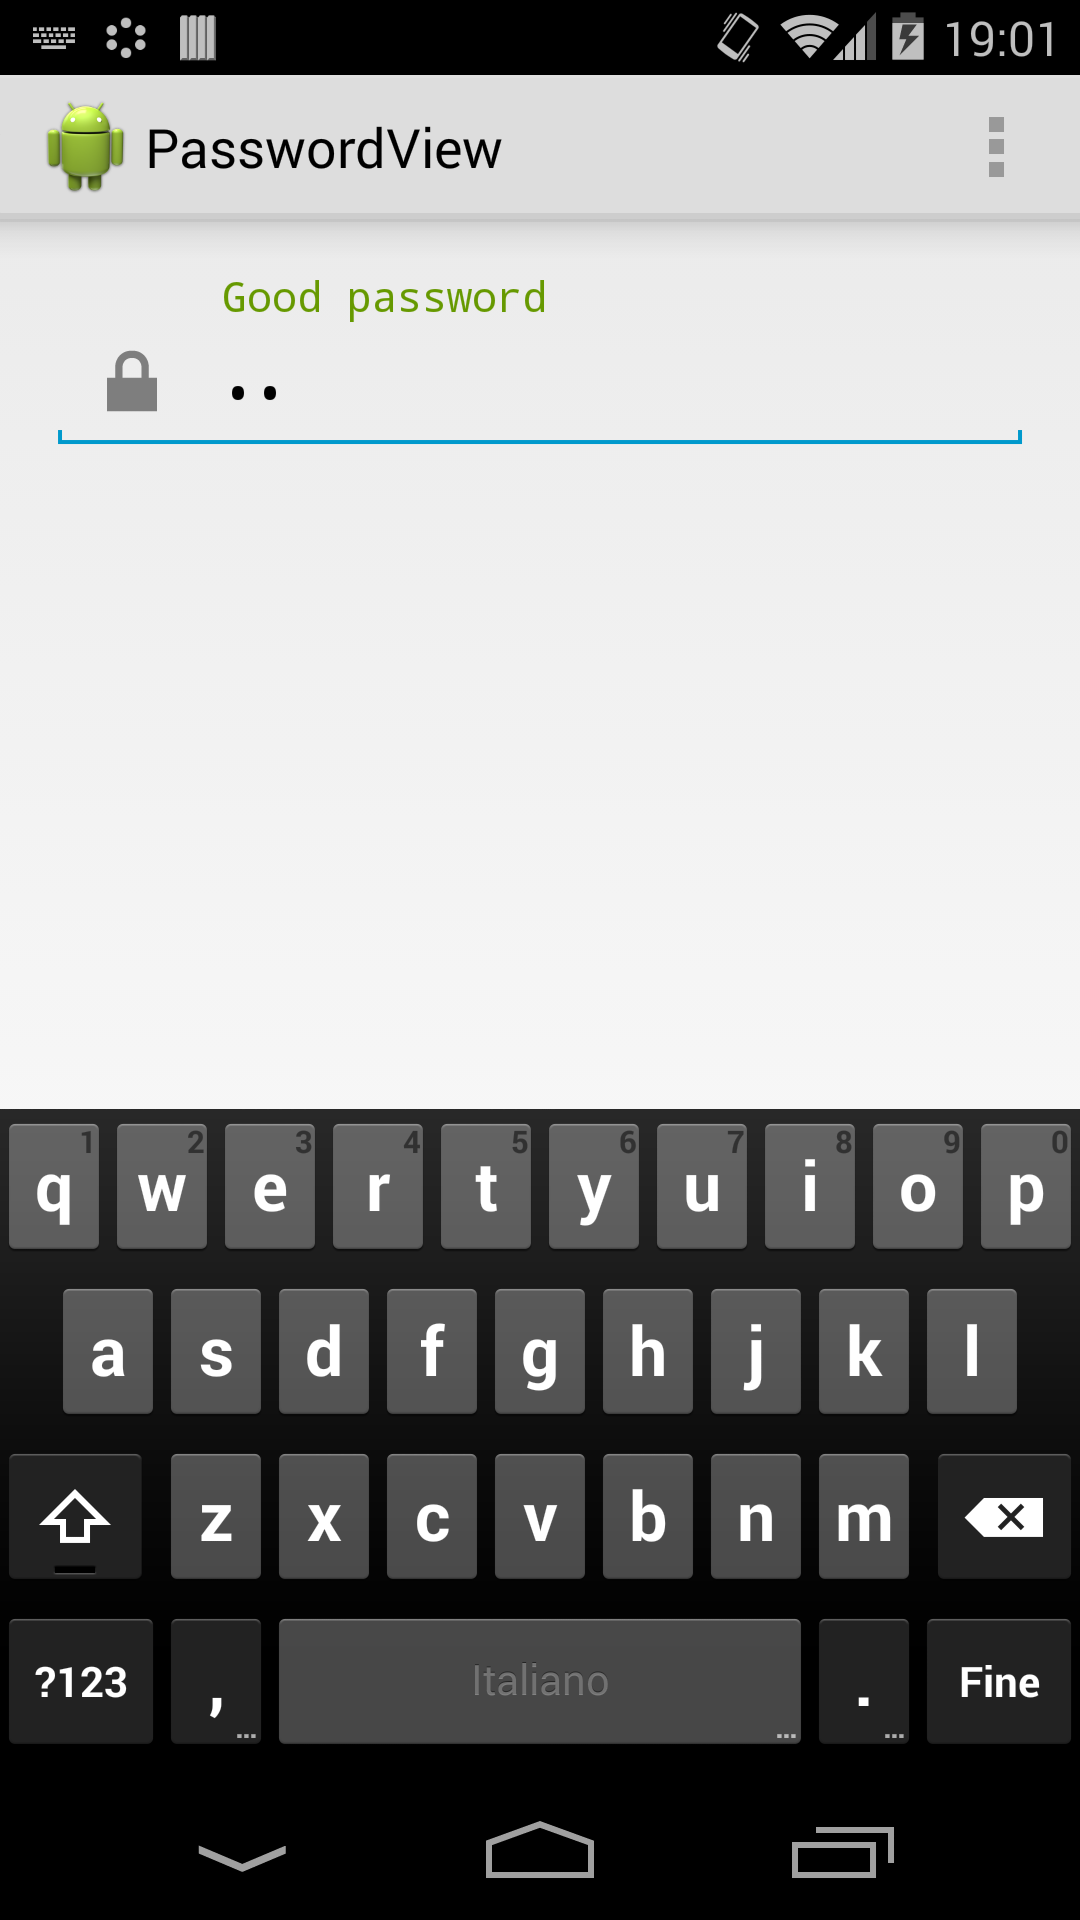 19:01
PasswordView
Good password
••
1 2 3 4 5 6 7 8 9 0
q w e r t y u i o p
a s d f g h j k l
z x c v b n m
?123 , Italiano . Fine